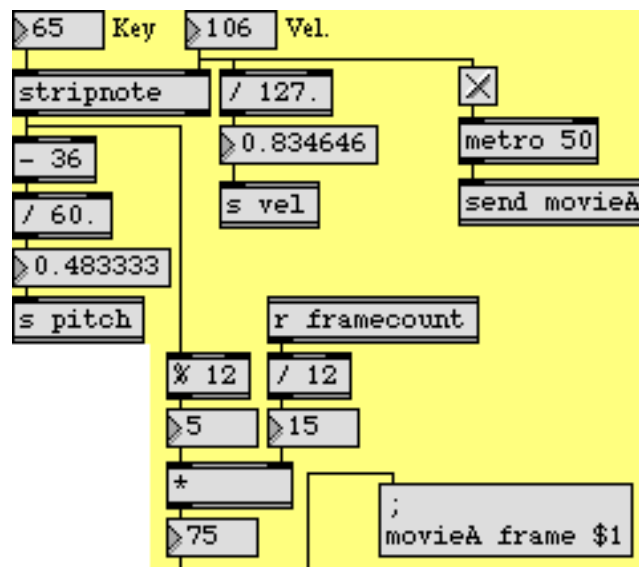 65 Key 106 Vel.
stripnote / 127.
- 36 0.834646 metro 50
/ 60. s vel send movieA
0.483333
s pitch r framecount
% 12 / 12
5 15
*
;
75 movieA frame $1